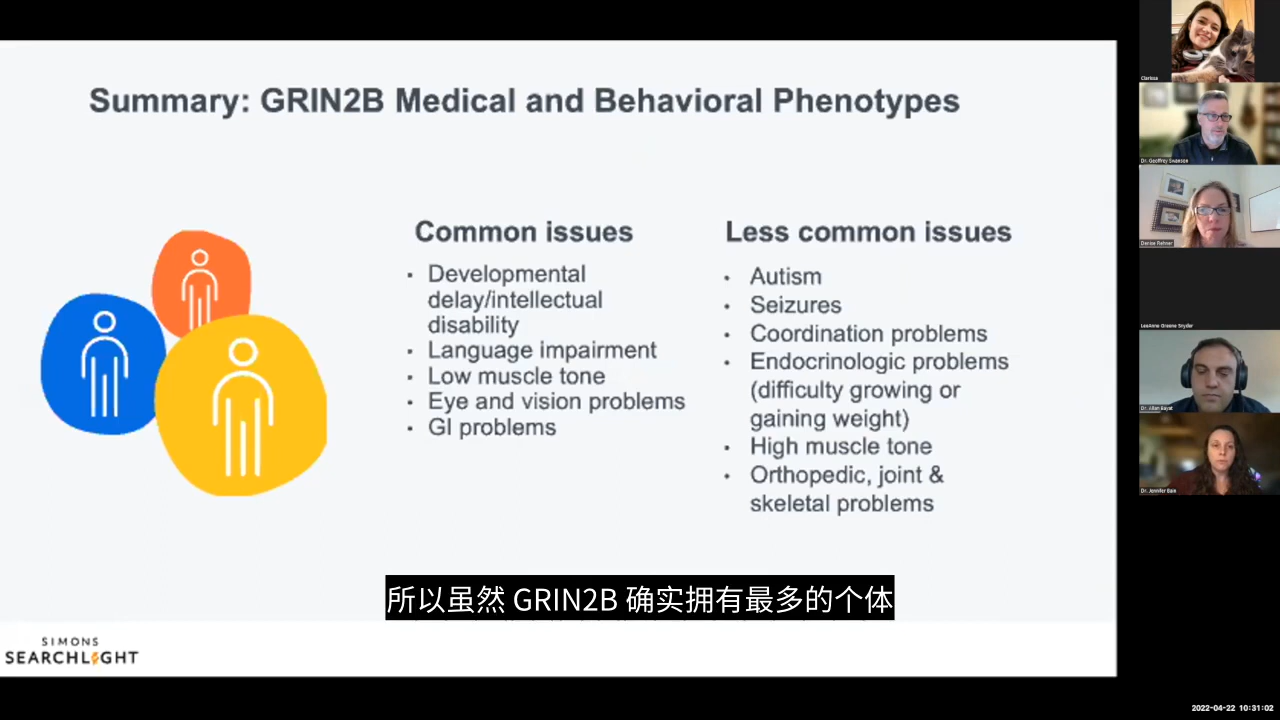 Summary: GRIN2B Medical and Behavioral Phenotypes
Common issues
• Developmental
delay/intellectual
disability
• Language impairment
• Low muscle tone
• Eye and vision problems
• GI problems
Less common issues
• Autism
• Seizures
• Coordination problems
• Endocrinologic problems
(difficulty growing or
gaining weight)
• High muscle tone
• Orthopedic, joint &
skeletal problems
所以虽然 GRIN2B 确实拥有最多的个体
SIMONS
SEARCHLIGHT
Clarissa
Dr. Geoffrey Swanson
Denise Rehner
LeeAnne Greene Snyder
Dr. Allan Bayat
Dr. Jennifer Bain
2022-04-22 10:31:02